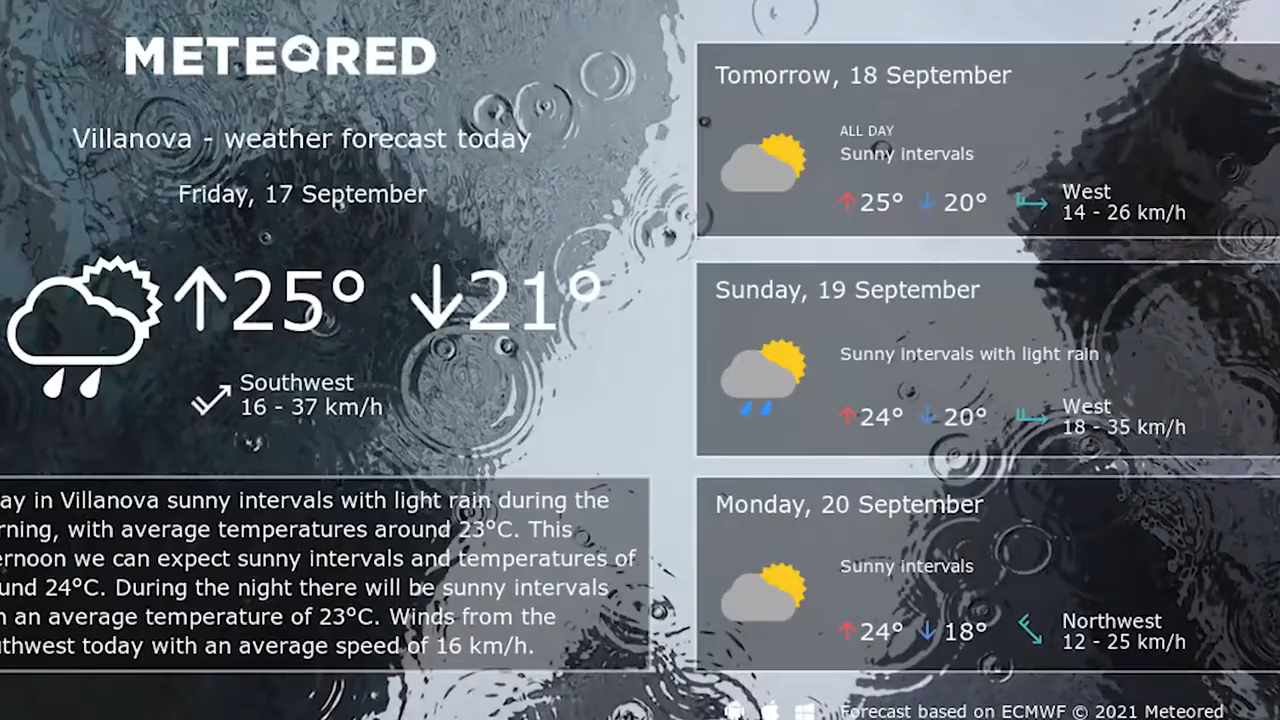 METEORED
Villanova - weather forecast today
Friday, 17 September
↑25° ↓21°
Southwest
16 - 37 km/h
ay in Villanova sunny intervals with light rain during the
rning, with average temperatures around 23°C. This
ernoon we can expect sunny intervals and temperatures of
und 24°C. During the night there will be sunny intervals
h an average temperature of 23°C. Winds from the
uthwest today with an average speed of 16 km/h.
Tomorrow, 18 September
ALL DAY
Sunny intervals
↑25° ↓20°
West
14 - 26 km/h
Sunday, 19 September
Sunny intervals with light rain
↑24° ↓20°
West
18 - 35 km/h
Monday, 20 September
Sunny intervals
↑24° ↓18°
Northwest
12 - 25 km/h
Forecast based on ECMWF © 2021 Meteored